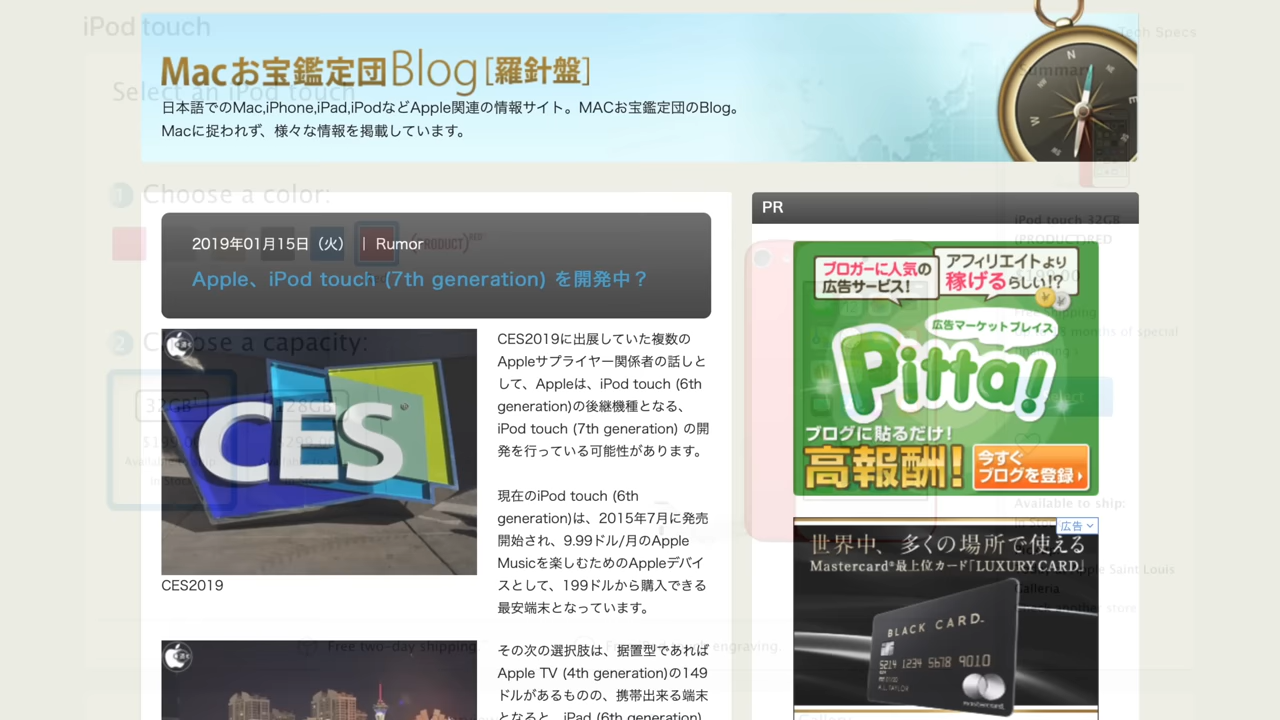 iPod touch
Tech Specs
Macお宝鑑定団Blog[羅針盤]
Select an iPod touch
Summary
日本語でのMac,iPhone,iPad,iPodなどApple関連の情報サイト。MACお宝鑑定団のBlog。
Macに捉われず、様々な情報を掲載しています。
N
E
W
1 Choose a color:
PR
iPod touch 32GB
(PRODUCT)RED
2019年01月15日（火） ｜ Rumor
(PRODUCT)RED
Apple、iPod touch (7th generation) を開発中？
ブロガーに人気の
広告サービス!
アフィリエイトより
稼げるらしい!?
広告マーケットプレイス
Pitta!
ブログに貼るだけ!
高報酬!
今すぐ
ブログを登録
2 Choose a capacity:
32GB
128GB
CES
CES2019
CES2019に出展していた複数の
Appleサプライヤー関係者の話しと
して、Appleは、iPod touch (6th
generation)の後継機種となる、
iPod touch (7th generation) の開
発を行っている可能性があります。
現在のiPod touch (6th
generation)は、2015年7月に発売
開始され、9.99ドル/月のApple
Musicを楽しむためのAppleデバイ
スとして、199ドルから購入できる
最安端末となっています。
その次の選択肢は、据置型であれば
Apple TV (4th generation)の149
ドルがあるものの、携帯出来る端末
となると、iPad (6th generation)
Select
Available to ship:
In Stock
広告
世界中、多くの場所で使える
Mastercard®最上位カード「LUXURY CARD」
Apple Saint Louis
Galleria
BLACK CARD
5214 1234 5678 9010
A.L.TAYLOR
mastercard
Free two-day shipping.
engraving.